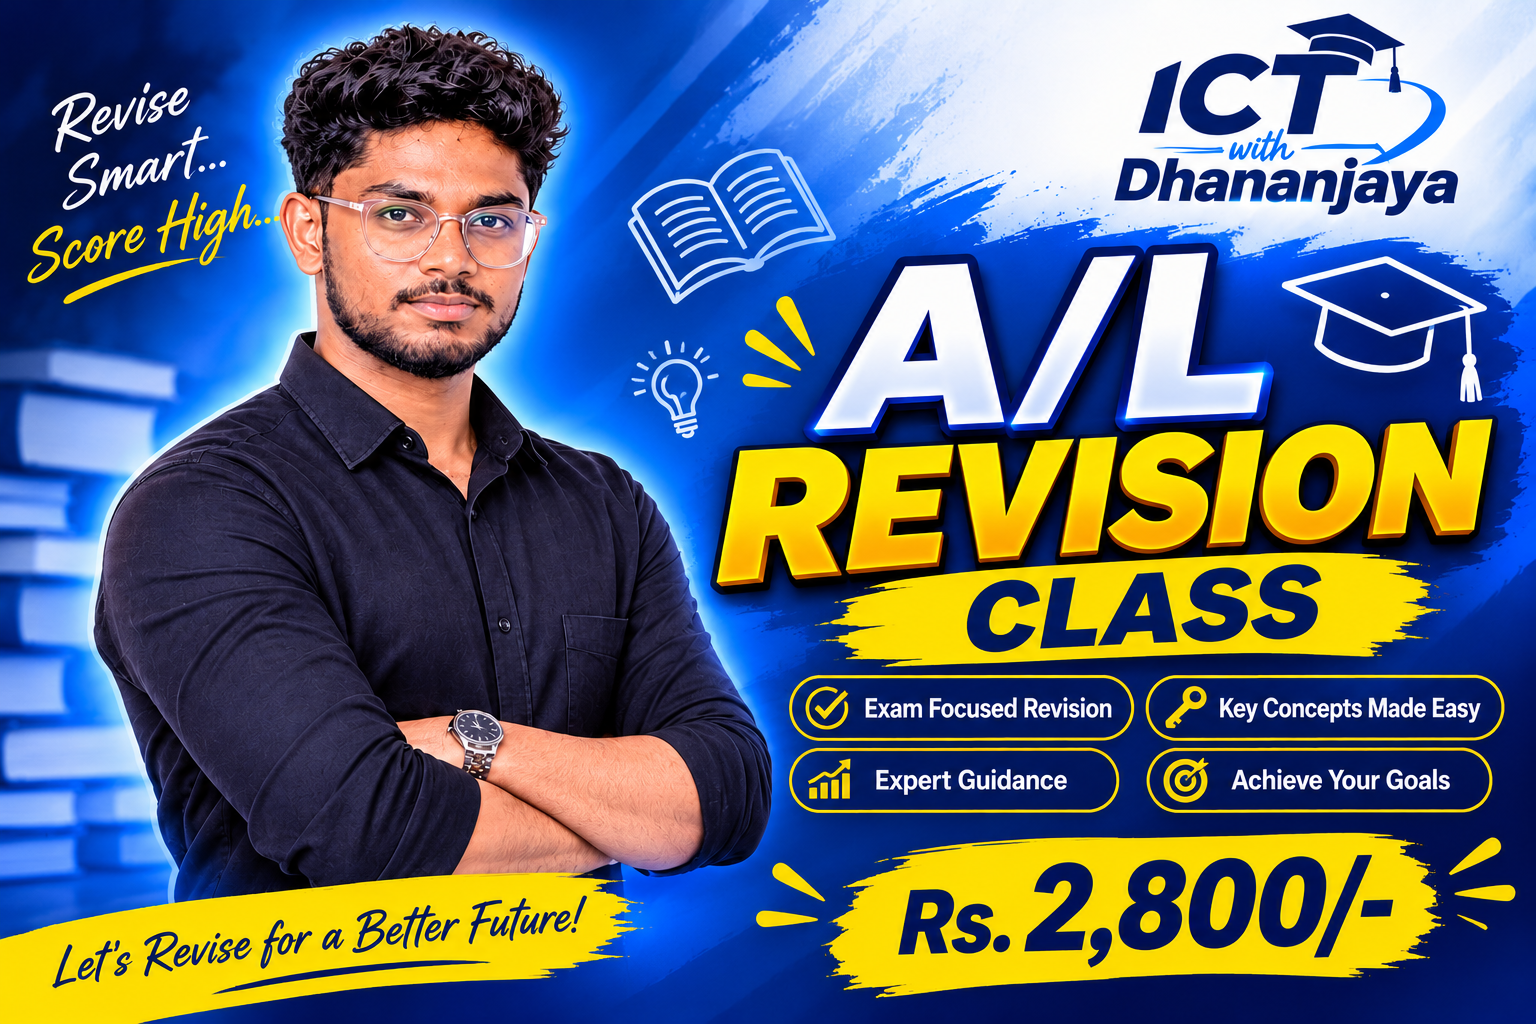 Revise
Smart...
Score High...
ICT
with
Dhananjaya
A/L
REVISION
CLASS
Exam Focused Revision
Key Concepts Made Easy
Expert Guidance
Achieve Your Goals
Rs. 2,800/-
Let's Revise for a Better Future!